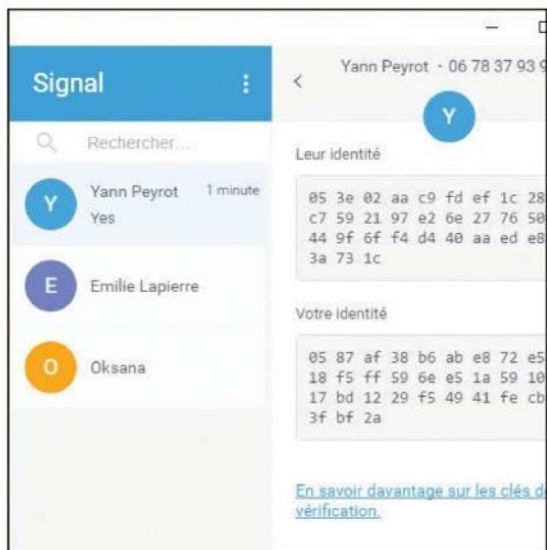 Signal
Rechercher...
Y
Yann Peyrot 1 minute
Yes
E
Emilie Lapierre
O
Oksana
Yann Peyrot · 06 78 37 93 9
Y
Leur identité
05 3e 02 aa c9 fd ef 1c 28
c7 59 21 97 e2 6e 27 76 50
44 9f 6f f4 d4 40 aa ed e8
3a 73 1c
Votre identité
05 87 af 38 b6 ab e8 72 e5
18 f5 ff 59 6e e5 1a 59 10
17 bd 12 29 f5 49 41 fe cb
3f bf 2a
En savoir davantage sur les clés de
vérification.